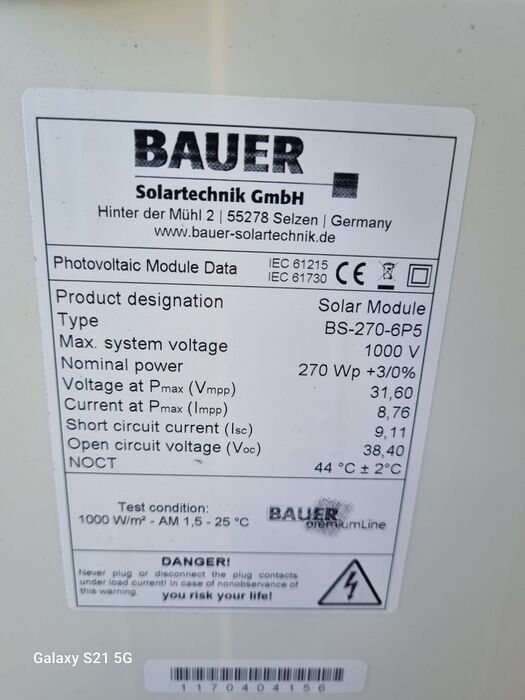 BAUER
Solartechnik GmbH
Hinter der Mühl 2 | 55278 Selzen | Germany
www.bauer-solartechnik.de
Photovoltaic Module Data IEC 61215
IEC 61730 CE
Product designation Solar Module
Type BS-270-6P5
Max. system voltage 1000 V
Nominal power 270 Wp +3/0%
Voltage at Pmax (Vmpp) 31,60
Current at Pmax (Impp) 8,76
Short circuit current (Isc) 9,11
Open circuit voltage (Voc) 38,40
NOCT 44 °C ± 2°C
Test condition:
1000 W/m² - AM 1,5 - 25 °C
BAUER
premiumLine
DANGER!
Never plug or disconnect the plug contacts
under load current! in case of nonobservance of
this warning, you risk your life!
Galaxy S21 5G
1170404156